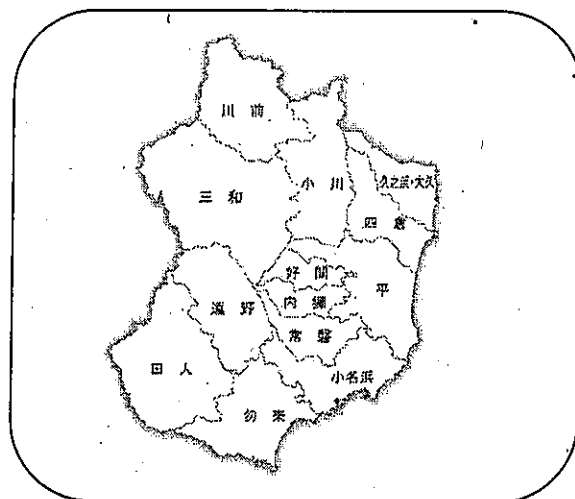 川前
小川
久之浜・大久
三和
四倉
好間
平
内郷
遠野
常磐
田人
小名浜
勿来